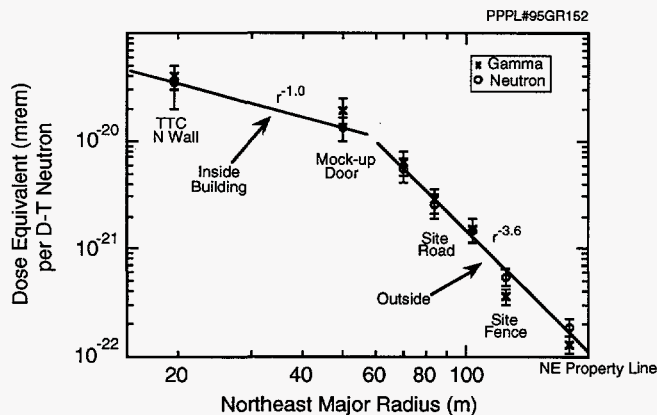 PPPL#95GR152
Gamma
Neutron
r-1.0
TTC
N Wall
Inside
Building
Mock-up
Door
Site
Road
r-3.6
Outside
Site
Fence
NE Property Line
10-20
10-21
10-22
20
40
60
80
100
Dose Equivalent (mrem)
per D-T Neutron
Northeast Major Radius (m)